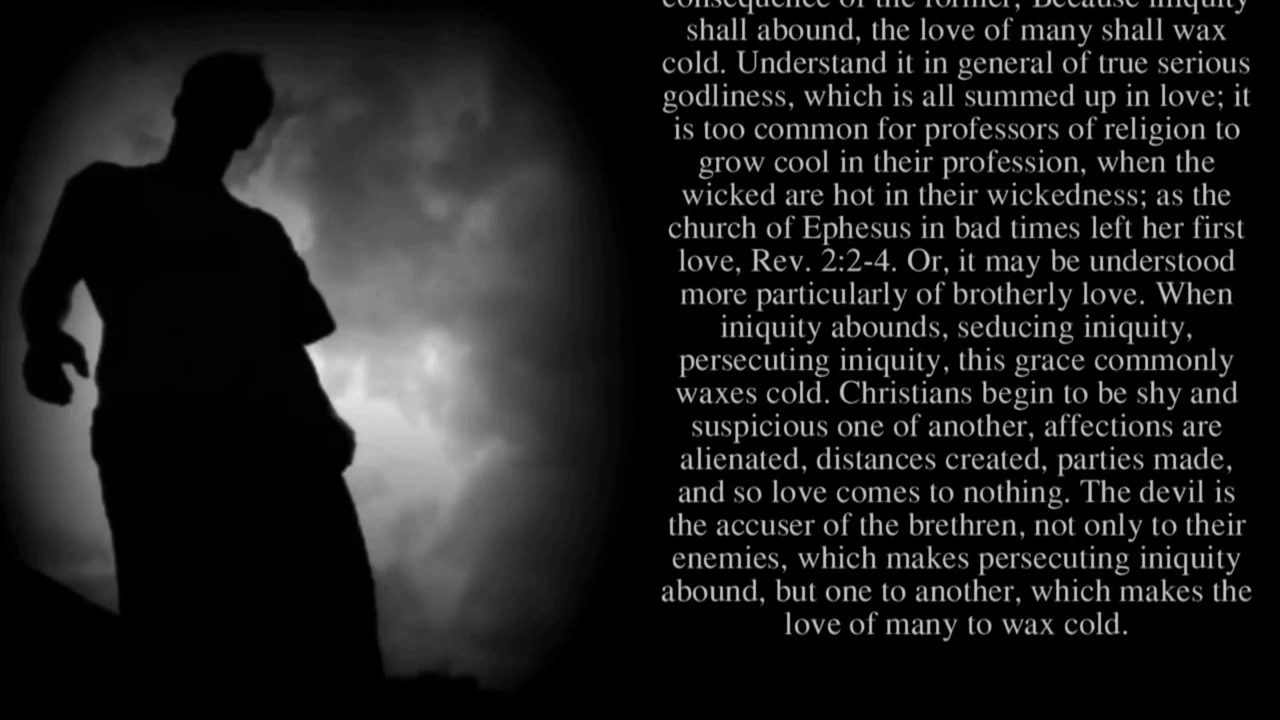 consequence of the former; Because iniquity
shall abound, the love of many shall wax
cold. Understand it in general of true serious
godliness, which is all summed up in love; it
is too common for professors of religion to
grow cool in their profession, when the
wicked are hot in their wickedness; as the
church of Ephesus in bad times left her first
love, Rev. 2:2-4. Or, it may be understood
more particularly of brotherly love. When
iniquity abounds, seducing iniquity,
persecuting iniquity, this grace commonly
waxes cold. Christians begin to be shy and
suspicious one of another, affections are
alienated, distances created, parties made,
and so love comes to nothing. The devil is
the accuser of the brethren, not only to their
enemies, which makes persecuting iniquity
abound, but one to another, which makes the
love of many to wax cold.